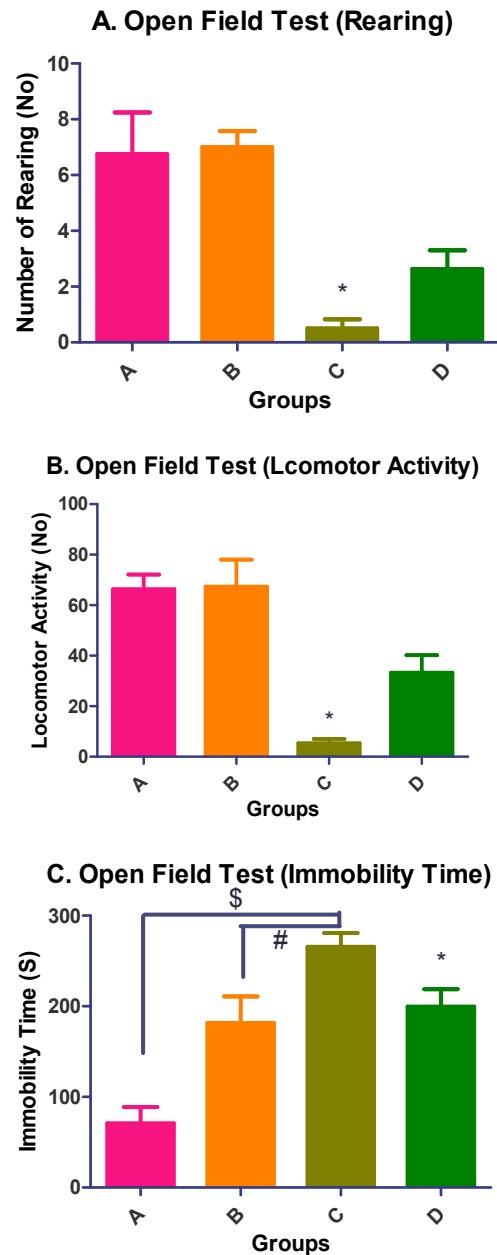 A. Open Field Test (Rearing)
Number of Rearing (No)
10
8
6
4
2
0
*
A B C D
Groups
B. Open Field Test (Lcomotor Activity)
Locomotor Activity (No)
100
80
60
40
20
0
*
A B C D
Groups
C. Open Field Test (Immobility Time)
Immobility Time (S)
300
200
100
0
$
#
*
A B C D
Groups